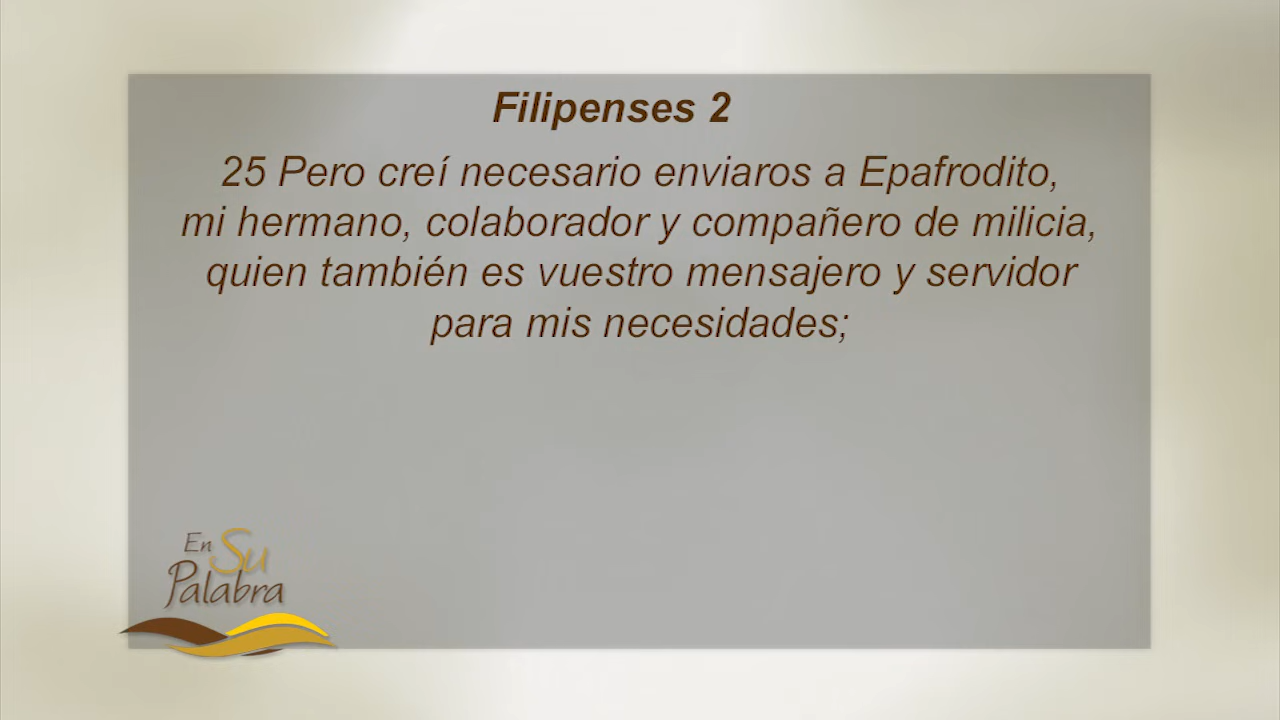 Filipenses 2
25 Pero creí necesario enviaros a Epafrodito,
mi hermano, colaborador y compañero de milicia,
quien también es vuestro mensajero y servidor
para mis necesidades;
En Su
Palabra